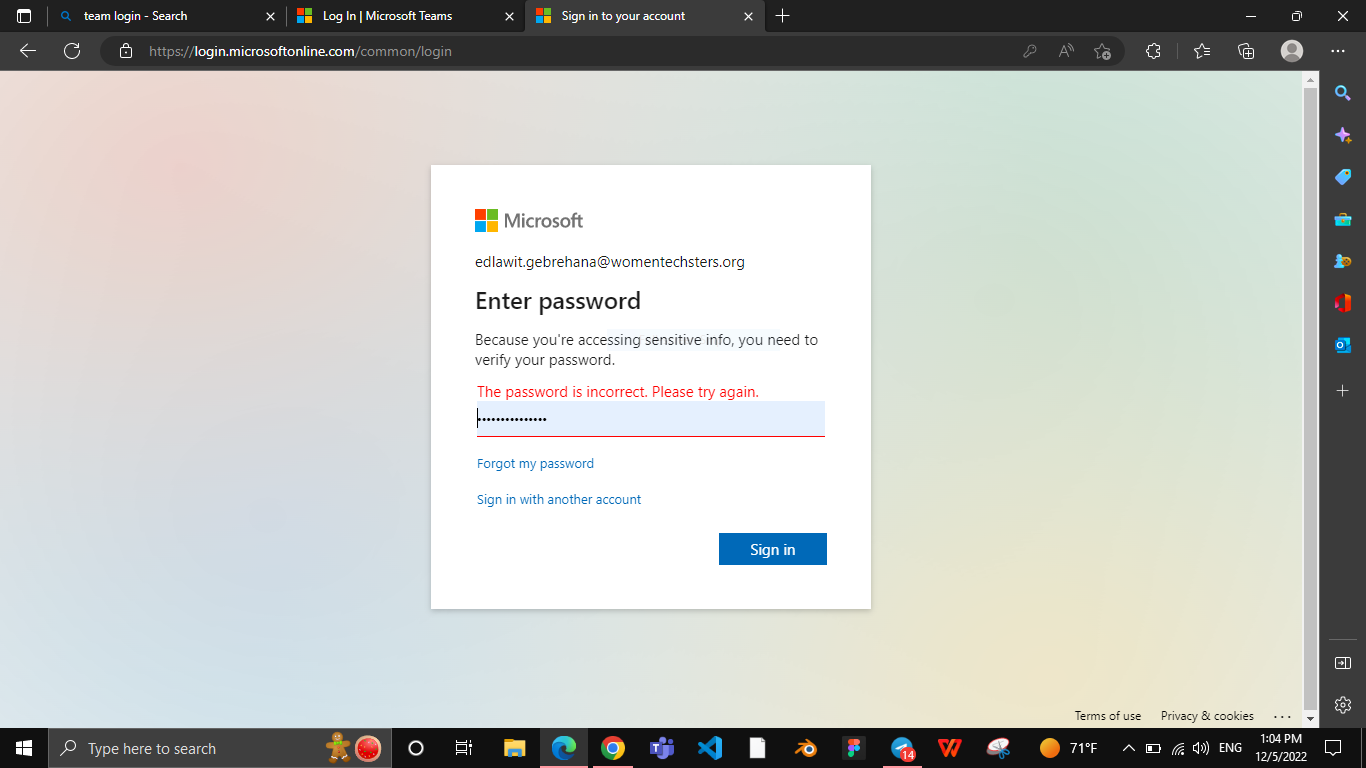 team login - Search
Log In | Microsoft Teams
Sign in to your account
https://login.microsoftonline.com/common/login
Microsoft
edlawit.gebrehana@womentechsters.org
Enter password
Because you're accessing sensitive info, you need to
verify your password.
The password is incorrect. Please try again.
Forgot my password
Sign in with another account
Sign in
Terms of use
Privacy & cookies
Type here to search
14
71°F
ENG
1:04 PM
12/5/2022